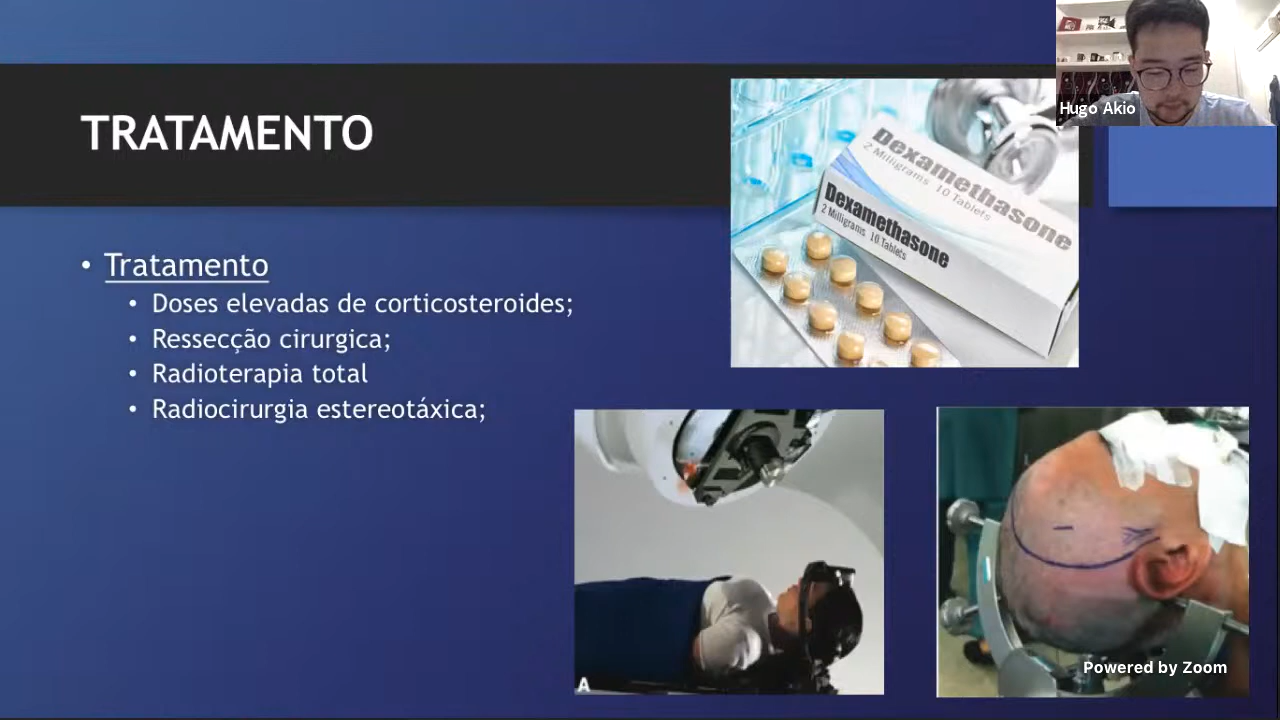 Hugo Akio
TRATAMENTO
Dexamethasone
2 Milligrams 10 Tablets
Dexamethasone
2 Milligrams 10 Tablets
• Tratamento
• Doses elevadas de corticosteroides;
• Ressecção cirurgica;
• Radioterapia total
• Radiocirurgia estereotáxica;
A
Powered by Zoom